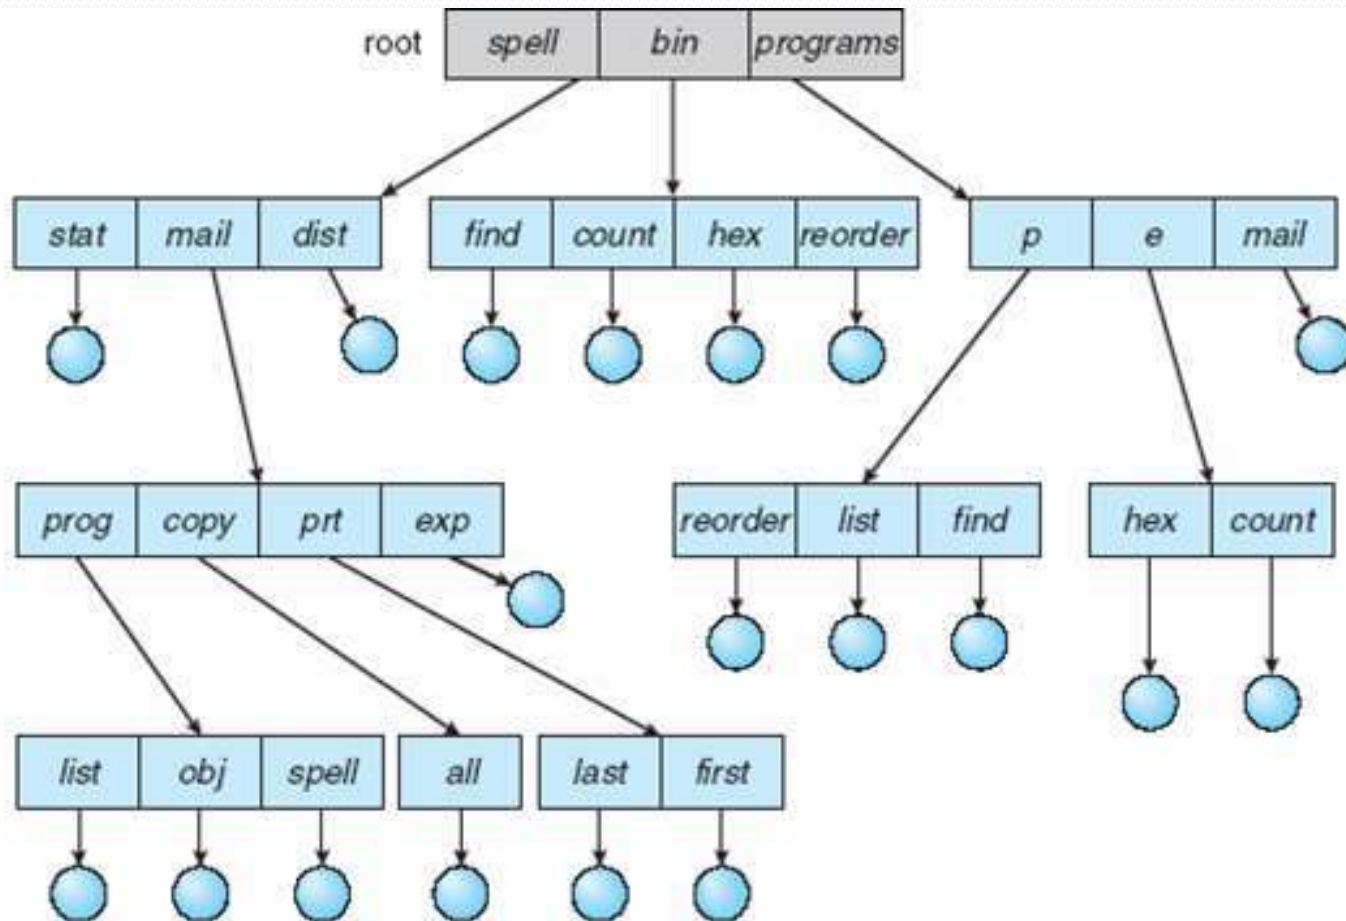 root spell bin programs
stat mail dist find count hex reorder p e mail
prog copy prt exp reorder list find hex count
list obj spell all last first